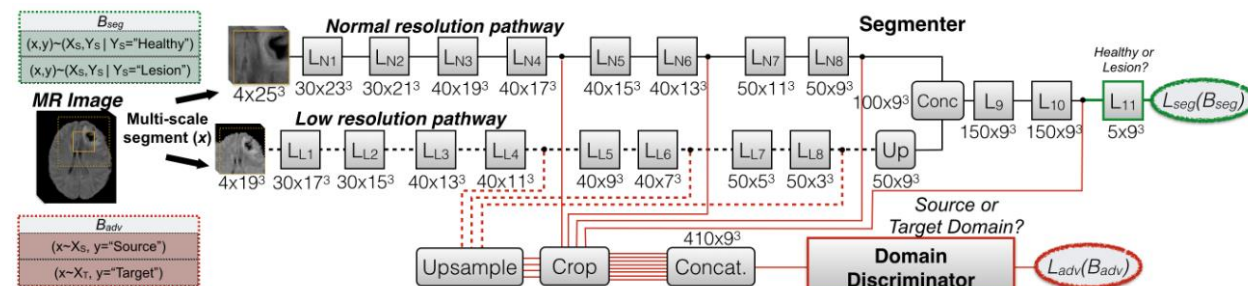 B_seg
(x,y)~(X_S,Y_S | Y_S="Healthy")
(x,y)~(X_S,Y_S | Y_S="Lesion")
MR Image
Multi-scale
segment (x)
Normal resolution pathway
Segmenter
4x25³
L_N1
30x23³
L_N2
30x21³
L_N3
40x19³
L_N4
40x17³
L_N5
40x15³
L_N6
40x13³
L_N7
50x11³
L_N8
50x9³
Low resolution pathway
4x19³
L_L1
30x17³
L_L2
30x15³
L_L3
40x13³
L_L4
40x11³
L_L5
40x9³
L_L6
40x7³
L_L7
50x5³
L_L8
50x3³
Up
50x9³
100x9³
Conc
L_9
150x9³
L_10
150x9³
Healthy or
Lesion?
L_11
5x9³
L_seg(B_seg)
B_adv
(x~X_S, y="Source")
(x~X_T, y="Target")
Upsample
Crop
410x9³
Concat.
Source or
Target Domain?
Domain
Discriminator
L_adv(B_adv)